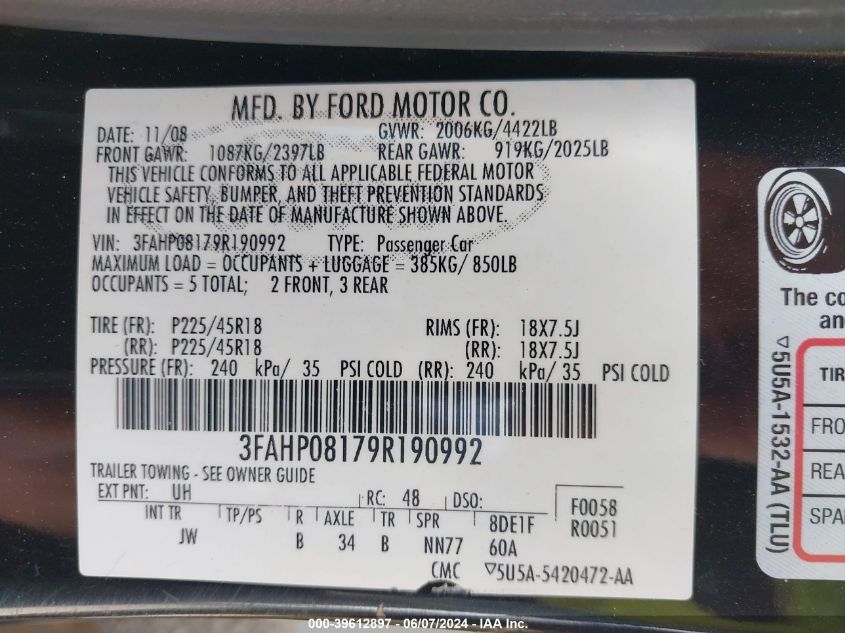 MFD. BY FORD MOTOR CO.
DATE: 11/08 GVWR: 2006KG/4422LB
FRONT GAWR: 1087KG/2397LB REAR GAWR: 919KG/2025LB
THIS VEHICLE CONFORMS TO ALL APPLICABLE FEDERAL MOTOR
VEHICLE SAFETY, BUMPER, AND THEFT PREVENTION STANDARDS
IN EFFECT ON THE DATE OF MANUFACTURE SHOWN ABOVE.
VIN: 3FAHP08179R190992 TYPE: Passenger Car
MAXIMUM LOAD = OCCUPANTS + LUGGAGE = 385KG/ 850LB
OCCUPANTS = 5 TOTAL; 2 FRONT, 3 REAR
TIRE (FR): P225/45R18 RIMS (FR): 18X7.5J
(RR): P225/45R18 (RR): 18X7.5J
PRESSURE (FR): 240 kPa/ 35 PSI COLD (RR): 240 kPa/ 35 PSI COLD
3FAHP08179R190992
TRAILER TOWING - SEE OWNER GUIDE
EXT PNT: UH RC: 48 DSO: F0058
INT TR TP/PS R AXLE TR SPR 8DE1F R0051
JW B 34 B NN77 60A
CMC ▽5U5A-5420472-AA
The co
an
▽5U5A-1532-AA (TLU)
TIR
FRO
REA
SPA
000-39612897 - 06/07/2024 - IAA Inc.